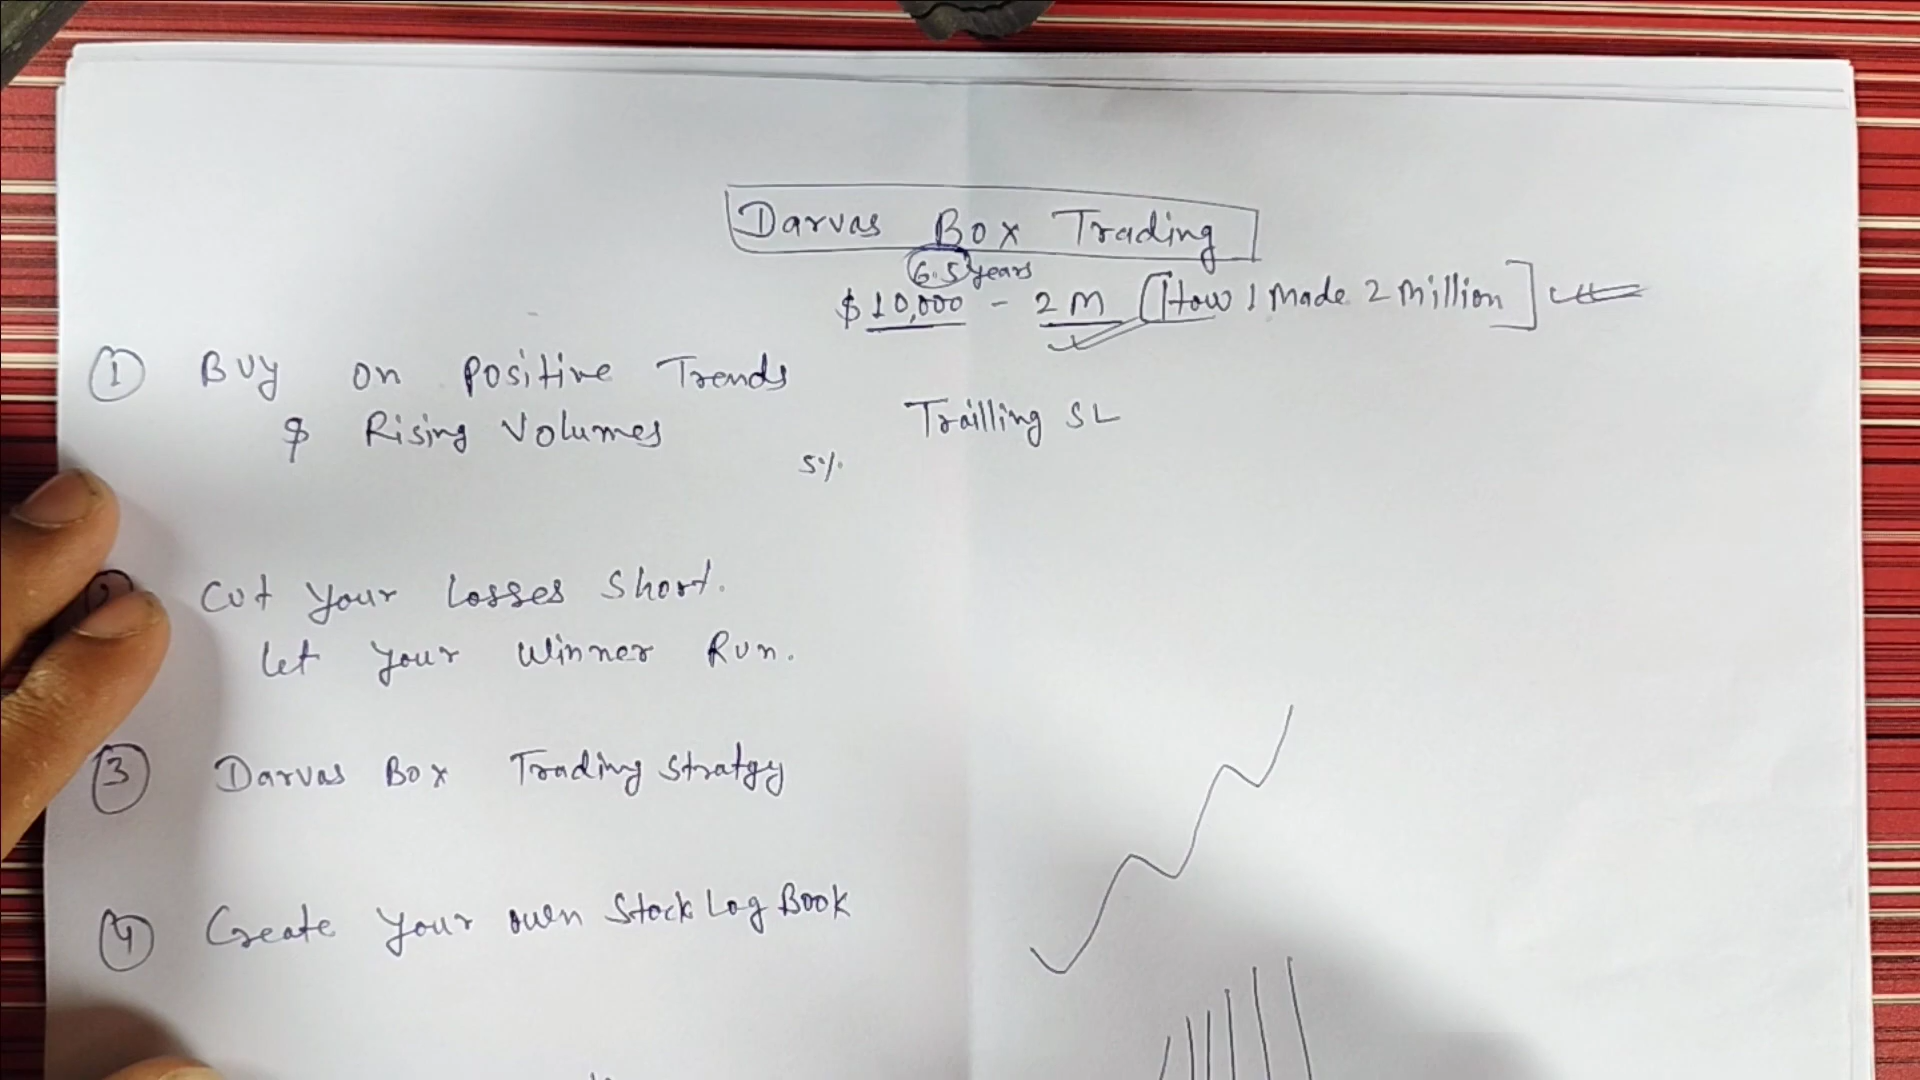 Darvas Box Trading
6.5 years
$10,000 - 2M [How I Made 2 Million]
① Buy on Positive Trends
& Rising Volumes
Trailling SL
5%
Cut Your Losses Short.
Let Your Winner Run.
③ Darvas Box Trading Stratgy
④ Create Your own Stock Log Book